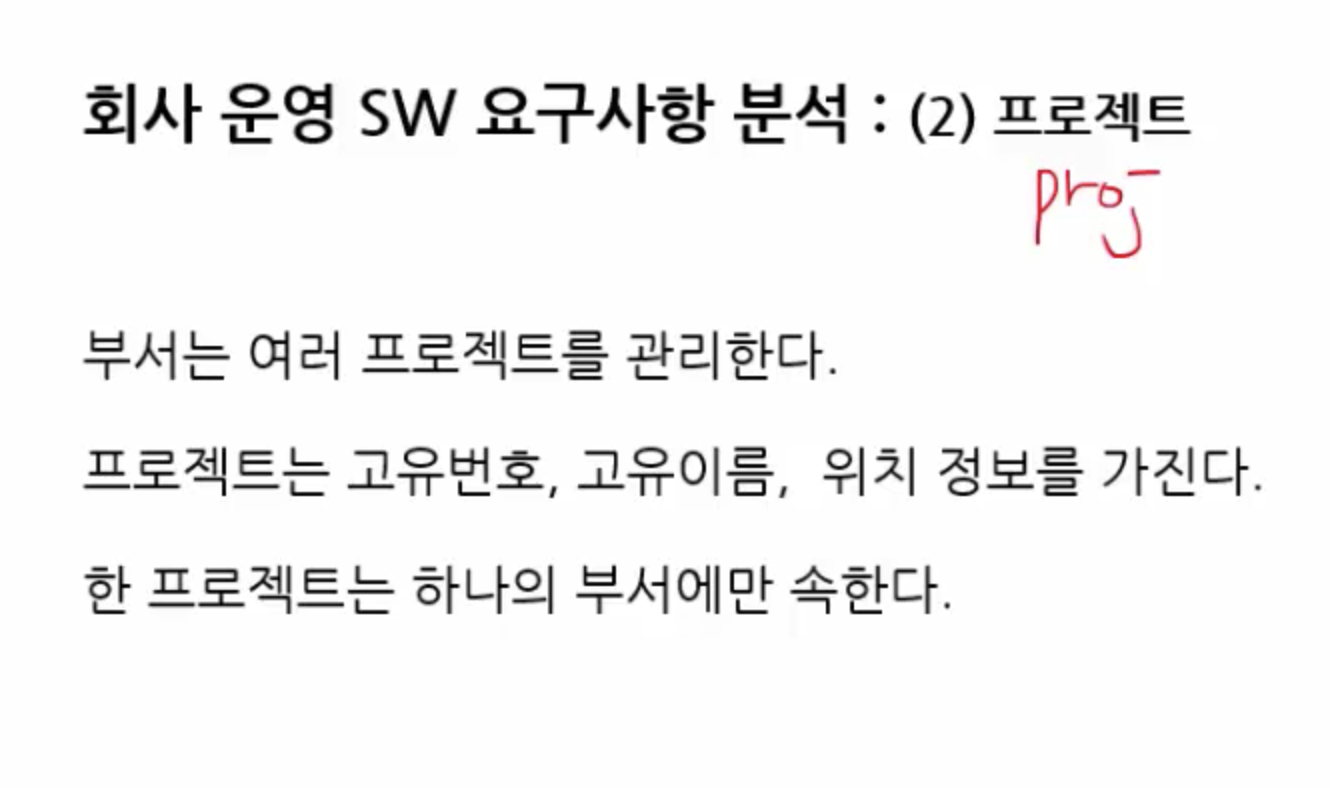 회사 운영 SW 요구사항 분석 : (2) 프로젝트
proj
부서는 여러 프로젝트를 관리한다.
프로젝트는 고유번호, 고유이름, 위치 정보를 가진다.
한 프로젝트는 하나의 부서에만 속한다.